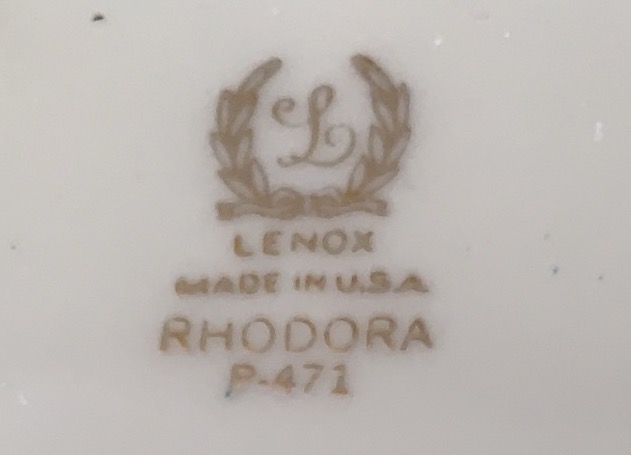 L
LENOX
MADE IN U.S.A
RHODORA
P-471